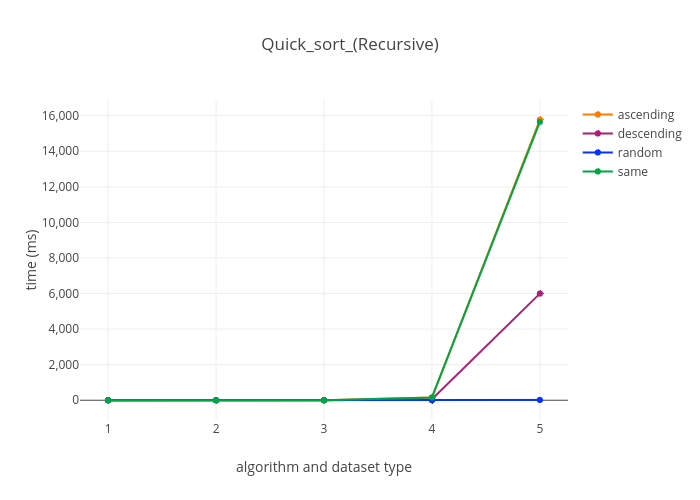 Quick_sort_(Recursive)
16,000
14,000
12,000
10,000
8,000
6,000
4,000
2,000
0
time (ms)
1 2 3 4 5
algorithm and dataset type
ascending
descending
random
same